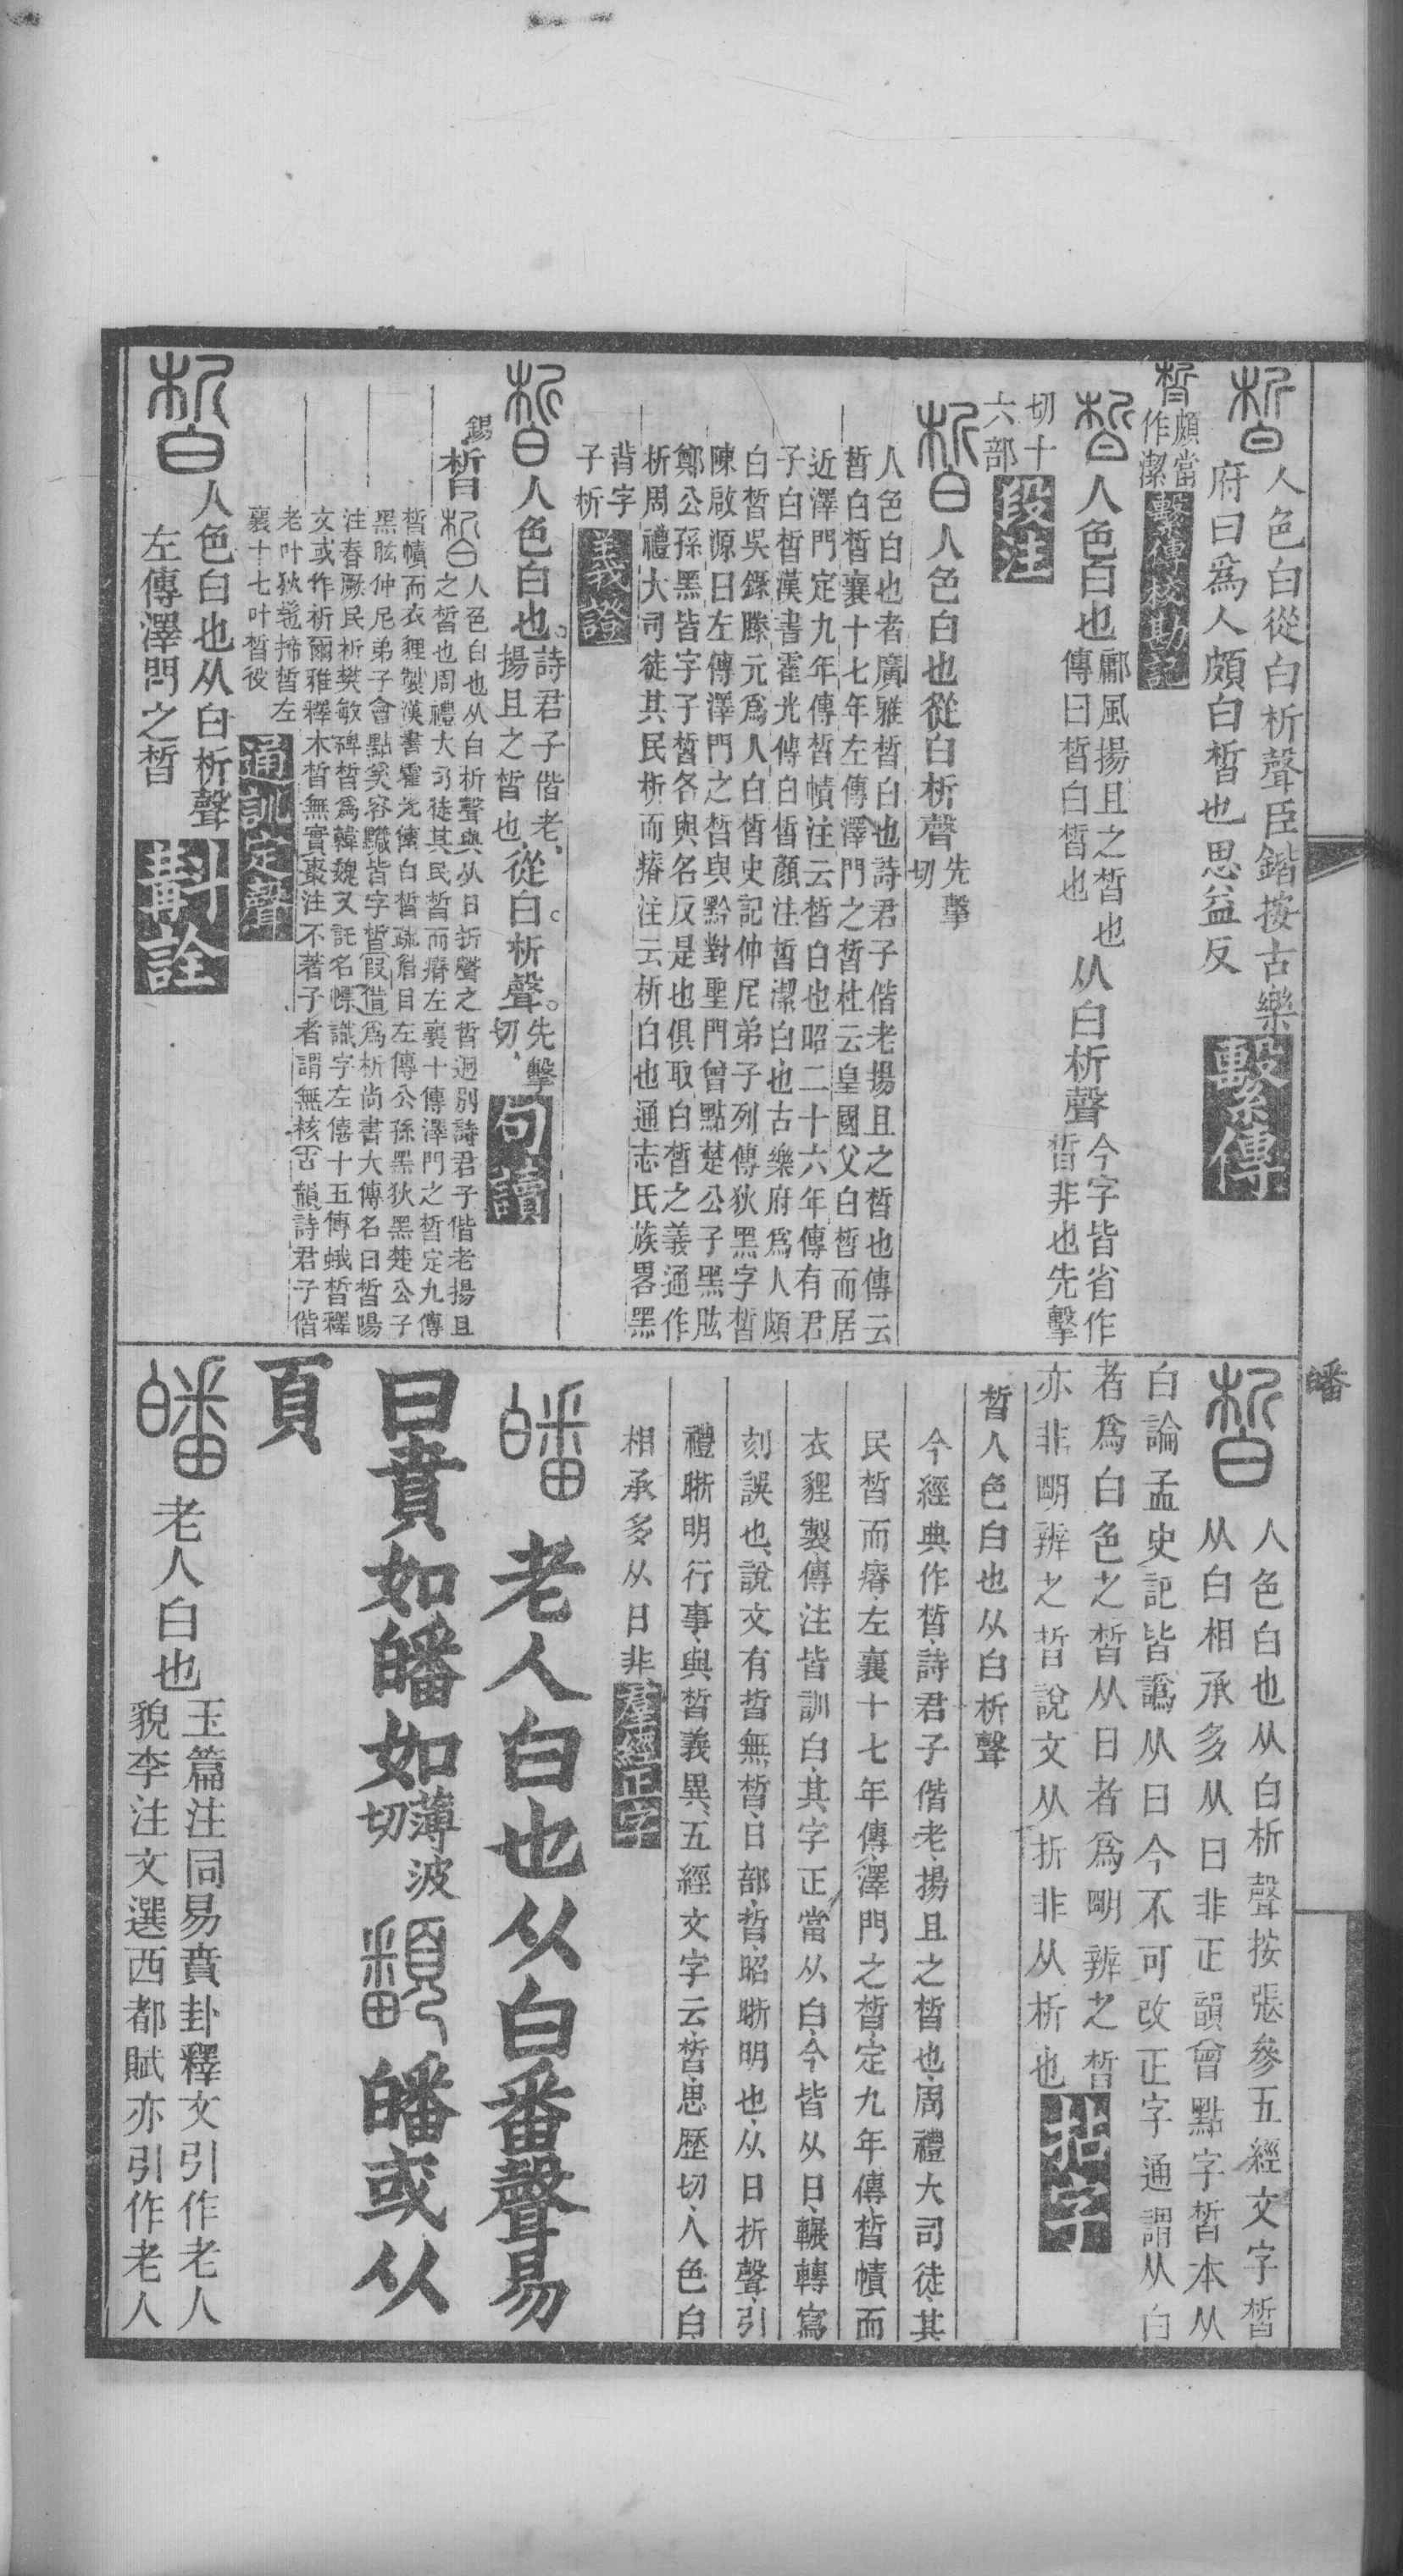 皙 人色白從白析聲臣鍇按古樂
府曰爲人頗白皙也思益反 繫傳
皙 頗當
作潔 繫傳校勘記
皙 人色白也 鄘風揚且之皙也
傳曰皙白皙也 从白析聲 今字皆省作
皙非也先擊
切十
六部 段注
皙 人色白也從白析聲 先擊
切
人色白也者廣雅皙白也詩君子偕老揚且之皙也傳云
皙白皙襄十七年左傳澤門之皙杜云皇國父白皙而居
近澤門定九年傳皙幘注云皙白也昭二十六年傳有君
子白皙漢書霍光傳白皙顏注皙潔白也古樂府爲人頗
白皙吳錄滕元爲人白皙史記仲尼弟子列傳狄黑字皙
陳啟源曰左傳澤門之皙與黔對聖門曾點楚公子黑肱
鄭公孫黑皆字子皙各與名反是也俱取白皙之義通作
析周禮大司徒其民析而瘠注云析白也通志氏族畧黑
背字
子析 義證
皙 人色白也。 詩君子偕老、
揚且之皙也、 從白。析聲。 先擊
切、 句讀
錫
皙 人色白也从白析聲與从日折聲之晢迥別詩君子偕老揚且
之皙也周禮大司徒其民皙而瘠左襄十傳澤門之皙定九傳
皙幘而衣貍製漢書霍光傳白皙疏眉目左傳公孫黑狄黑楚公子
黑肱仲尼弟子會點奚容黵皆字皙叚借爲析尚書大傳名曰皙陽
注春厥民析樊敏碑皙爲韓魏又託名幖識字左僖十五傳蛾皙釋
文或作析爾雅釋木皙無實棗注不著子者謂無核古韻詩君子偕
老叶狄髢揥皙左
襄十七叶皙役 通訓定聲
皙 人色白也从白析聲
左傳澤門之皙 斠詮
皤
皙 人色白也从白析聲按張參五經文字皙
从白相承多从日非正韻會點字皙本从
白論孟史記皆譌从日今不可改正字通謂从白
者爲白色之皙从日者爲明辨之晳
亦非明辨之晢說文从折非从析也 拈字
皙人色白也从白析聲
今經典作晳、詩君子偕老、揚且之晳也、周禮大司徒、其
民晳而瘠、左襄十七年傳、澤門之晳、定九年傳、晳幘而
衣貍製、傳注皆訓白、其字正當从白、今皆从日、輾轉寫
刻誤也、說文有晢無晳、日部、晢、昭晣明也、从日折聲、引
禮晣明行事、與皙義異、五經文字云、皙、思歷切、人色白、
相承多从日非 羣經正字
皤 老人白也从白番聲易
曰賁如皤如 薄波
切 䪤 皤或从
頁
皤 老人白也 玉篇注同易賁卦釋文引作老人
貌李注文選西都賦亦引作老人